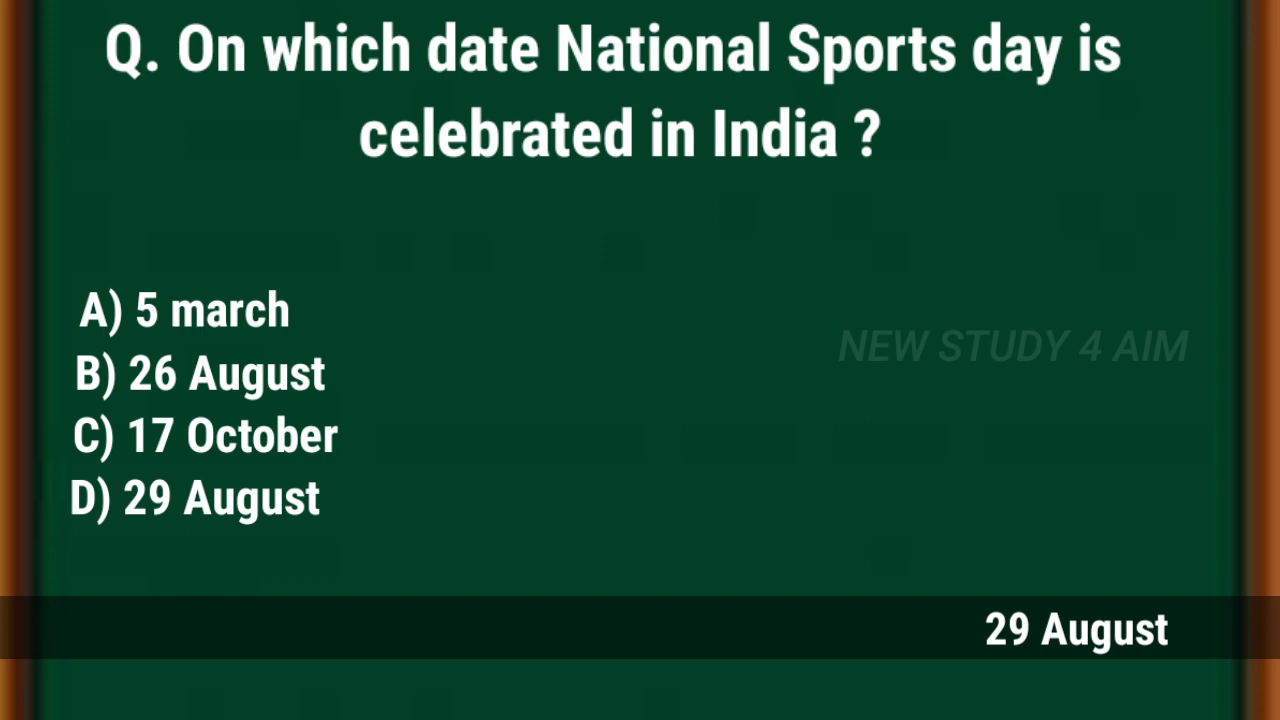 Q. On which date National Sports day is
celebrated in India ?
A) 5 march
NEW STUDY 4 AIM
B) 26 August
C) 17 October
D) 29 August
29 August